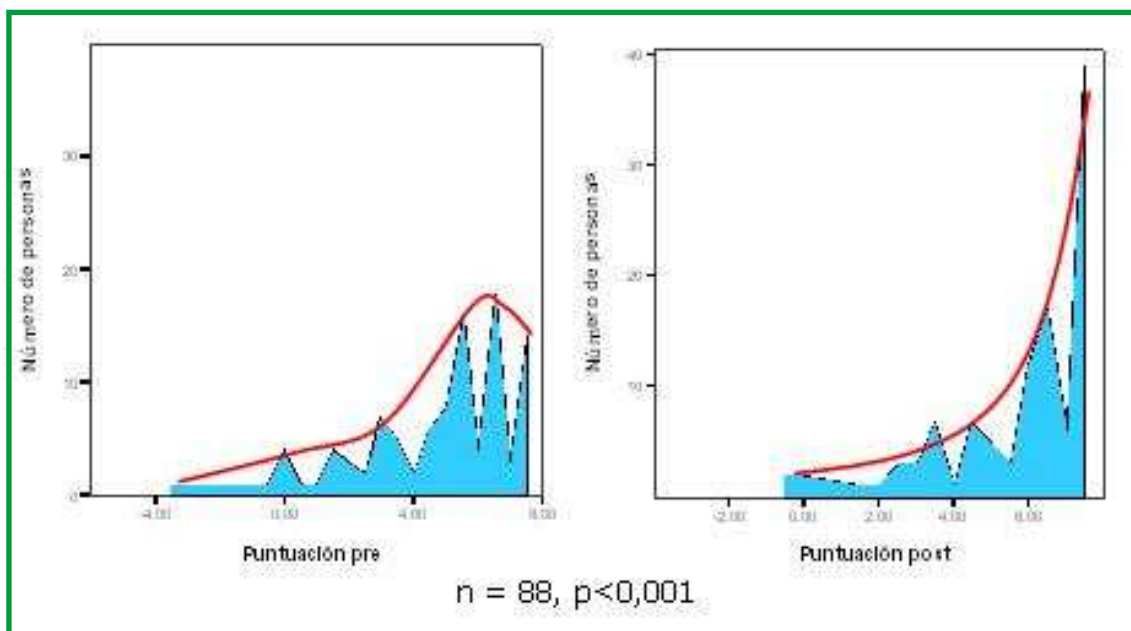 Número de personas
30
20
10
0
-4.00 0.00 4.00 8.00
Puntuación pre
Número de personas
40
30
20
10
-2.00 0.00 2.00 4.00 6.00
Puntuación post
n = 88, p<0,001